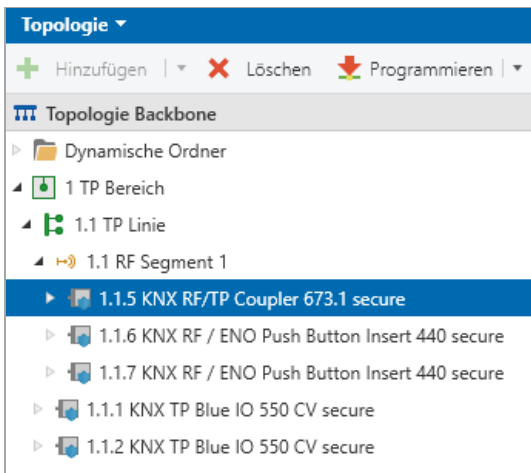 Topologie
Hinzufügen Löschen Programmieren
Topologie Backbone
Dynamische Ordner
1 TP Bereich
1.1 TP Linie
1.1 RF Segment 1
1.1.5 KNX RF/TP Coupler 673.1 secure
1.1.6 KNX RF / ENO Push Button Insert 440 secure
1.1.7 KNX RF / ENO Push Button Insert 440 secure
1.1.1 KNX TP Blue IO 550 CV secure
1.1.2 KNX TP Blue IO 550 CV secure